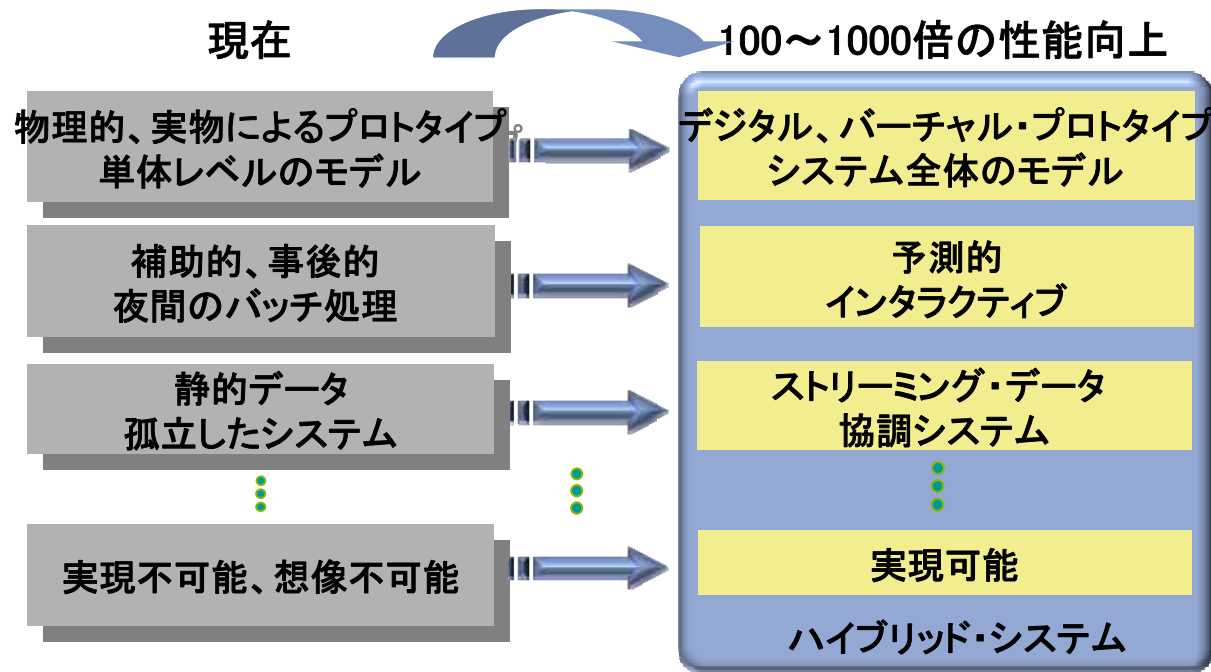 現在
100～1000倍の性能向上
物理的、実物によるプロトタイプ。
単体レベルのモデル
デジタル、バーチャル・プロトタイプ
システム全体のモデル
補助的、事後的
夜間のバッチ処理
予測的
インタラクティブ
静的データ
孤立したシステム
ストリーミング・データ
協調システム
実現不可能、想像不可能
実現可能
ハイブリッド・システム